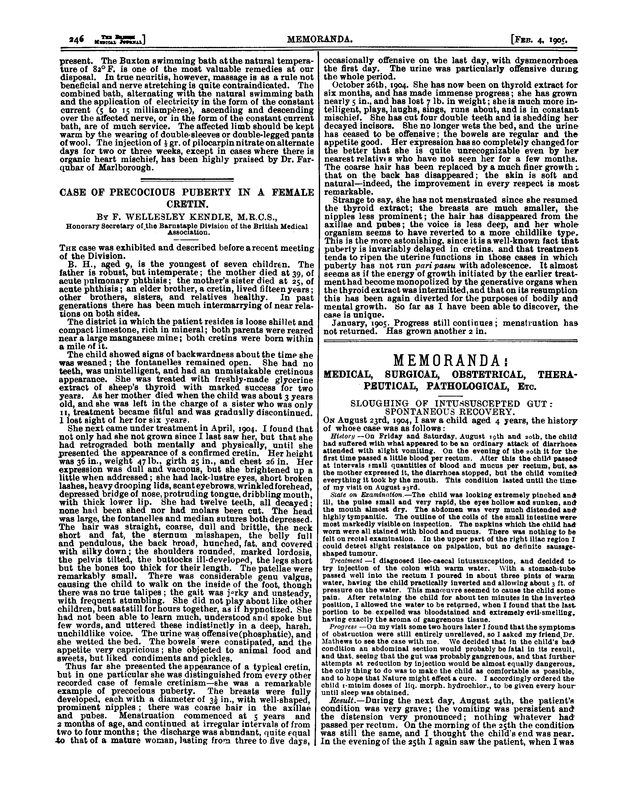 246 THE BRITISH MEDICAL JOURNAL]
MEMORANDA.
[FEB. 4, 1905.
present. The Buxton swimming bath at the natural tempera-
ture of 82° F. is one of the most valuable remedies at our
disposal. In true neuritis, however, massage is as a rule not
beneficial and nerve stretching is quite contraindicated. The
combined bath, alternating with the natural swimming bath
and the application of electricity in the form of the constant
current (5 to 15 milliampères), ascending and descending
over the affected nerve, or in the form of the constant current
bath, are of much service. The affected limb should be kept
warm by the wearing of double-sleeves or double-legged pants
of wool. The injection of ⅓ gr. of pilocarpin nitrate on alternate
days for two or three weeks, except in cases where there is
organic heart mischief, has been highly praised by Dr. Far-
quhar of Marlborough.
CASE OF PRECOCIOUS PUBERTY IN A FEMALE
CRETIN.
BY F. WELLESLEY KENDLE, M.R.C.S.,
Honorary Secretary of the Barnstaple Division of the British Medical
Association.
THE case was exhibited and described before a recent meeting
of the Division.
B. H., aged 9, is the youngest of seven children. The
father is robust, but intemperate; the mother died at 39, of
acute pulmonary phthisis; the mother's sister died at 25, of
acute phthisis; an elder brother, a cretin, lived fifteen years;
other brothers, sisters, and relatives healthy. In past
generations there has been much intermarrying of near rela-
tions on both sides.
The district in which the patient resides is loose shillet and
compact limestone, rich in mineral; both parents were reared
near a large manganese mine; both cretins were born within
a mile of it.
The child showed signs of backwardness about the time she
was weaned; the fontanelles remained open. She had no
teeth, was unintelligent, and had an unmistakable cretinous
appearance. She was treated with freshly-made glycerine
extract of sheep's thyroid with marked success for two
years. As her mother died when the child was about 3 years
old, and she was left in the charge of a sister who was only
11, treatment became fitful and was gradually discontinued.
I lost sight of her for six years.
She next came under treatment in April, 1904. I found that
not only had she not grown since I last saw her, but that she
had retrograded both mentally and physically, until she
presented the appearance of a confirmed cretin. Her height
was 36 in., weight 47 lb., girth 25 in., and chest 26 in. Her
expression was dull and vacuous, but she brightened up a
little when addressed; she had lack-lustre eyes, short broken
lashes, heavy drooping lids, scant eyebrows, wrinkled forehead,
depressed bridge of nose, protruding tongue, dribbling mouth,
with thick lower lip. She had twelve teeth, all decayed;
none had been shed nor had molars been cut. The head
was large, the fontanelles and median sutures both depressed.
The hair was straight, coarse, dull and brittle, the neck
short and fat, the sternum misshapen, the belly full
and pendulous, the back broad, hunched, fat, and covered
with silky down; the shoulders rounded, marked lordosis,
the pelvis tilted, the buttocks ill-developed, the legs short
but the bones too thick for their length. The patellae were
remarkably small. There was considerable genu valgus,
causing the child to walk on the inside of the foot, though
there was no true talipes; the gait was jerky and unsteady,
with frequent stumbling. She did not play about like other
children, but sat still for hours together, as if hypnotized. She
had not been able to learn much, understood and spoke but
few words, and uttered these indistinctly in a deep, harsh,
unchildlike voice. The urine was offensive (phosphatic), and
she wetted the bed. The bowels were constipated, and the
appetite very capricious; she objected to animal food and
sweets, but liked condiments and pickles.
Thus far she presented the appearance of a typical cretin,
but in one particular she was distinguished from every other
recorded case of female cretinism—she was a remarkable
example of precocious puberty. The breasts were fully
developed, each with a diameter of 3½ in., with well-shaped,
prominent nipples; there was coarse hair in the axillae
and pubes. Menstruation commenced at 5 years and
2 months of age, and continued at irregular intervals of from
two to four months; the discharge was abundant, quite equal
to that of a mature woman, lasting from three to five days,
occasionally offensive on the last day, with dysmenorrhoea
the first day. The urine was particularly offensive during
the whole period.
October 26th, 1904. She has now been on thyroid extract for
six months, and has made immense progress; she has grown
nearly 5 in., and has lost 7 lb. in weight; she is much more in-
telligent, plays, laughs, sings, runs about, and is in constant
mischief. She has cut four double teeth and is shedding her
decayed incisors. She no longer wets the bed, and the urine
has ceased to be offensive; the bowels are regular and the
appetite good. Her expression has so completely changed for
the better that she is quite unrecognizable even by her
nearest relatives who have not seen her for a few months.
The coarse hair has been replaced by a much finer growth;
that on the back has disappeared; the skin is soft and
natural—indeed, the improvement in every respect is most
remarkable.
Strange to say, she has not menstruated since she resumed
the thyroid extract; the breasts are much smaller, the
nipples less prominent; the hair has disappeared from the
axillae and pubes; the voice is less deep, and her whole
organism seems to have reverted to a more childlike type.
This is the more astonishing, since it is a well-known fact that
puberty is invariably delayed in cretins, and that treatment
tends to ripen the uterine functions in those cases in which
puberty has not run pari passu with adolescence. It almost
seems as if the energy of growth initiated by the earlier treat-
ment had become monopolized by the generative organs when
the thyroid extract was intermitted, and that on its resumption
this has been again diverted for the purposes of bodily and
mental growth. So far as I have been able to discover, the
case is unique.
January, 1905. Progress still continues; menstruation has
not returned. Has grown another 2 in.
MEMORANDA:
MEDICAL, SURGICAL, OBSTETRICAL, THERA-
PEUTICAL, PATHOLOGICAL, ETC.
SLOUGHING OF INTUSSUSCEPTED GUT:
SPONTANEOUS RECOVERY.
ON August 23rd, 1904, I saw a child aged 4 years, the history
of whose case was as follows:
History.—On Friday and Saturday, August 19th and 20th, the child
had suffered with what appeared to be an ordinary attack of diarrhoea
attended with slight vomiting. On the evening of the 20th it for the
first time passed a little blood per rectum. After this the child passed
at intervals small quantities of blood and mucus per rectum, but, as
the mother expressed it, the diarrhoea stopped, but the child vomited
everything it took by the mouth. This condition lasted until the time
of my visit on August 23rd.
State on Examination.—The child was looking extremely pinched and
ill, the pulse small and very rapid, the eyes hollow and sunken, and
the mouth almost dry. The abdomen was very much distended and
highly tympanitic. The outline of the coils of the small intestine were
most markedly visible on inspection. The napkins which the child had
worn were all stained with blood and mucus. There was nothing to be
felt on rectal examination. In the upper part of the right iliac region I
could detect slight resistance on palpation, but no definite sausage-
shaped tumour.
Treatment.—I diagnosed ileo-caecal intussusception, and decided to
try injection of the colon with warm water. With a stomach-tube
passed well into the rectum I poured in about three pints of warm
water, having the child practically inverted and allowing about 5 ft. of
pressure on the water. This manoeuvre seemed to cause the child some
pain. After retaining the child for about ten minutes in the inverted
position, I allowed the water to be returned, when I found that the last
portion to be expelled was bloodstained and extremely evil-smelling,
having exactly the aroma of gangrenous tissue.
Progress.—On my visit some two hours later I found that the symptoms
of obstruction were still entirely unrelieved, so I asked my friend Dr.
Mathews to see the case with me. We decided that in the child's bad
condition an abdominal section would probably be fatal in its result,
and that, seeing that the gut was probably gangrenous, and that further
attempts at reduction by injection would be almost equally dangerous,
the only thing to do was to make the child as comfortable as possible,
and to hope that Nature might effect a cure. I accordingly ordered the
child 1-minim doses of liq. morph. hydrochlor., to be given every hour
until sleep was obtained.
Result.—During the next day, August 24th, the patient's
condition was very grave; the vomiting was persistent and
the distension very pronounced; nothing whatever had
passed per rectum. On the morning of the 25th the condition
was still the same, and I thought the child's end was near.
In the evening of the 25th I again saw the patient, when I was